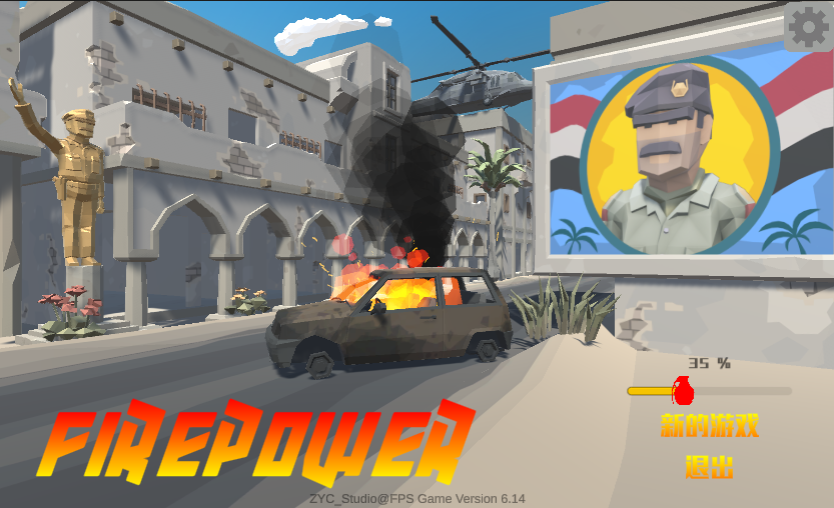 35 %
新的游戏
退出
FIREPOWER
ZYC_Studio@FPS Game Version 6.14